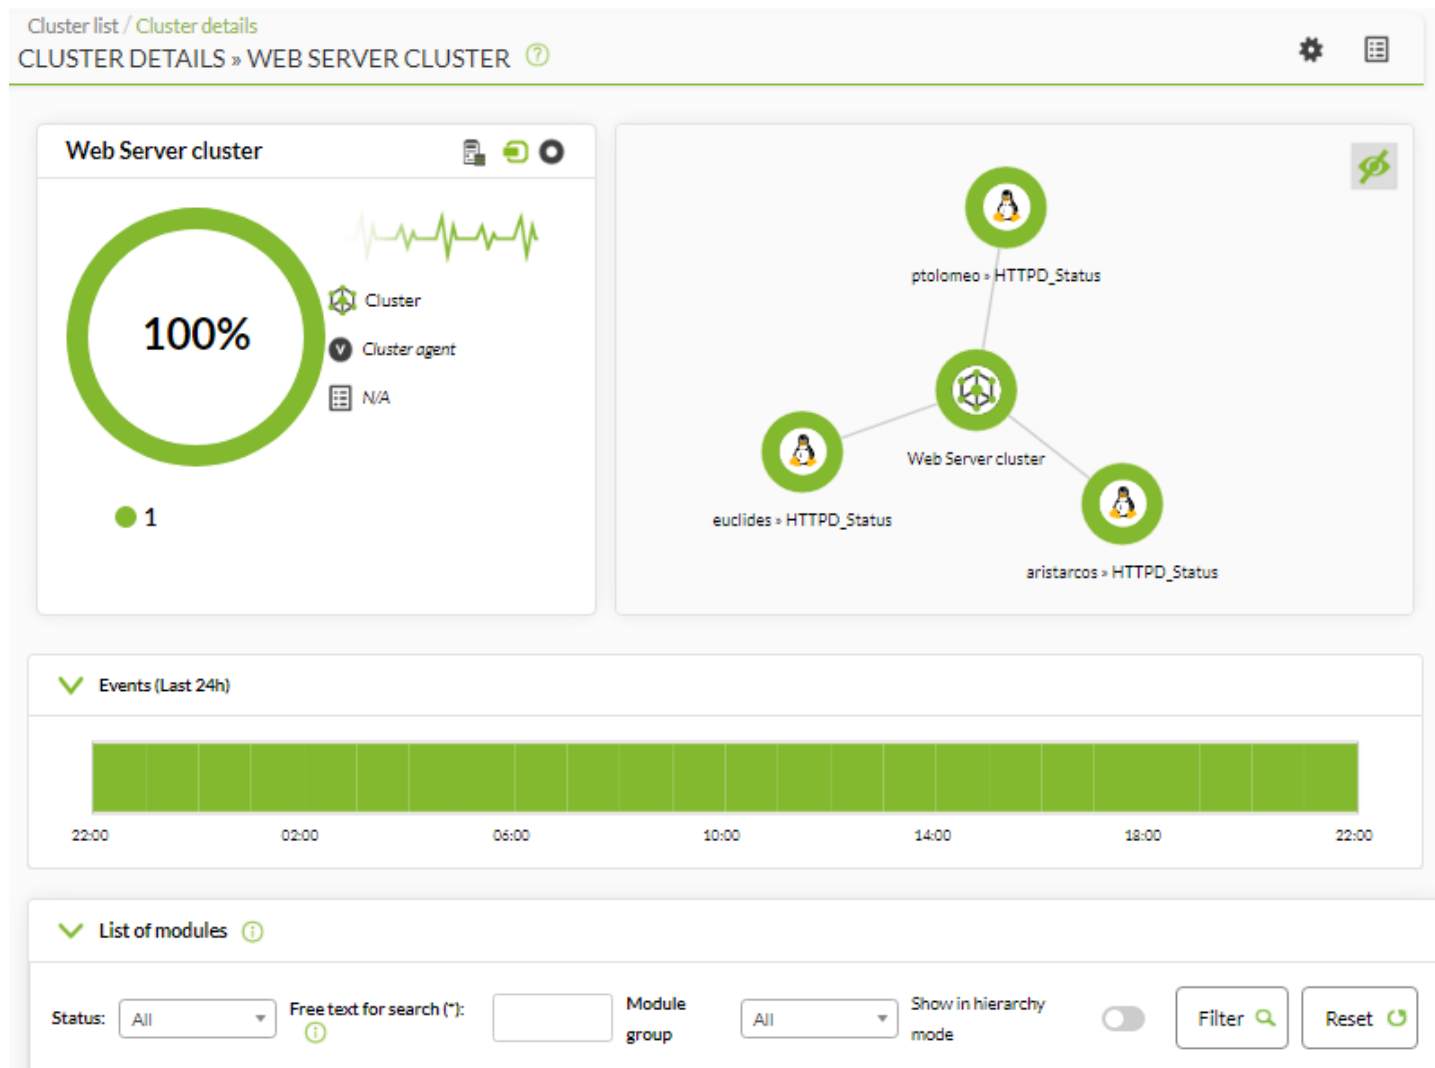 Cluster list / Cluster details
CLUSTER DETAILS » WEB SERVER CLUSTER ?
Web Server cluster
100%
Cluster
V Cluster agent
N/A
1
ptolomeo » HTTPD_Status
Web Server cluster
euclides » HTTPD_Status
aristarcos » HTTPD_Status
Events (Last 24h)
22:00 02:00 06:00 10:00 14:00 18:00 22:00
List of modules i
Status: All Free text for search (*): i Module group All Show in hierarchy mode Filter Reset